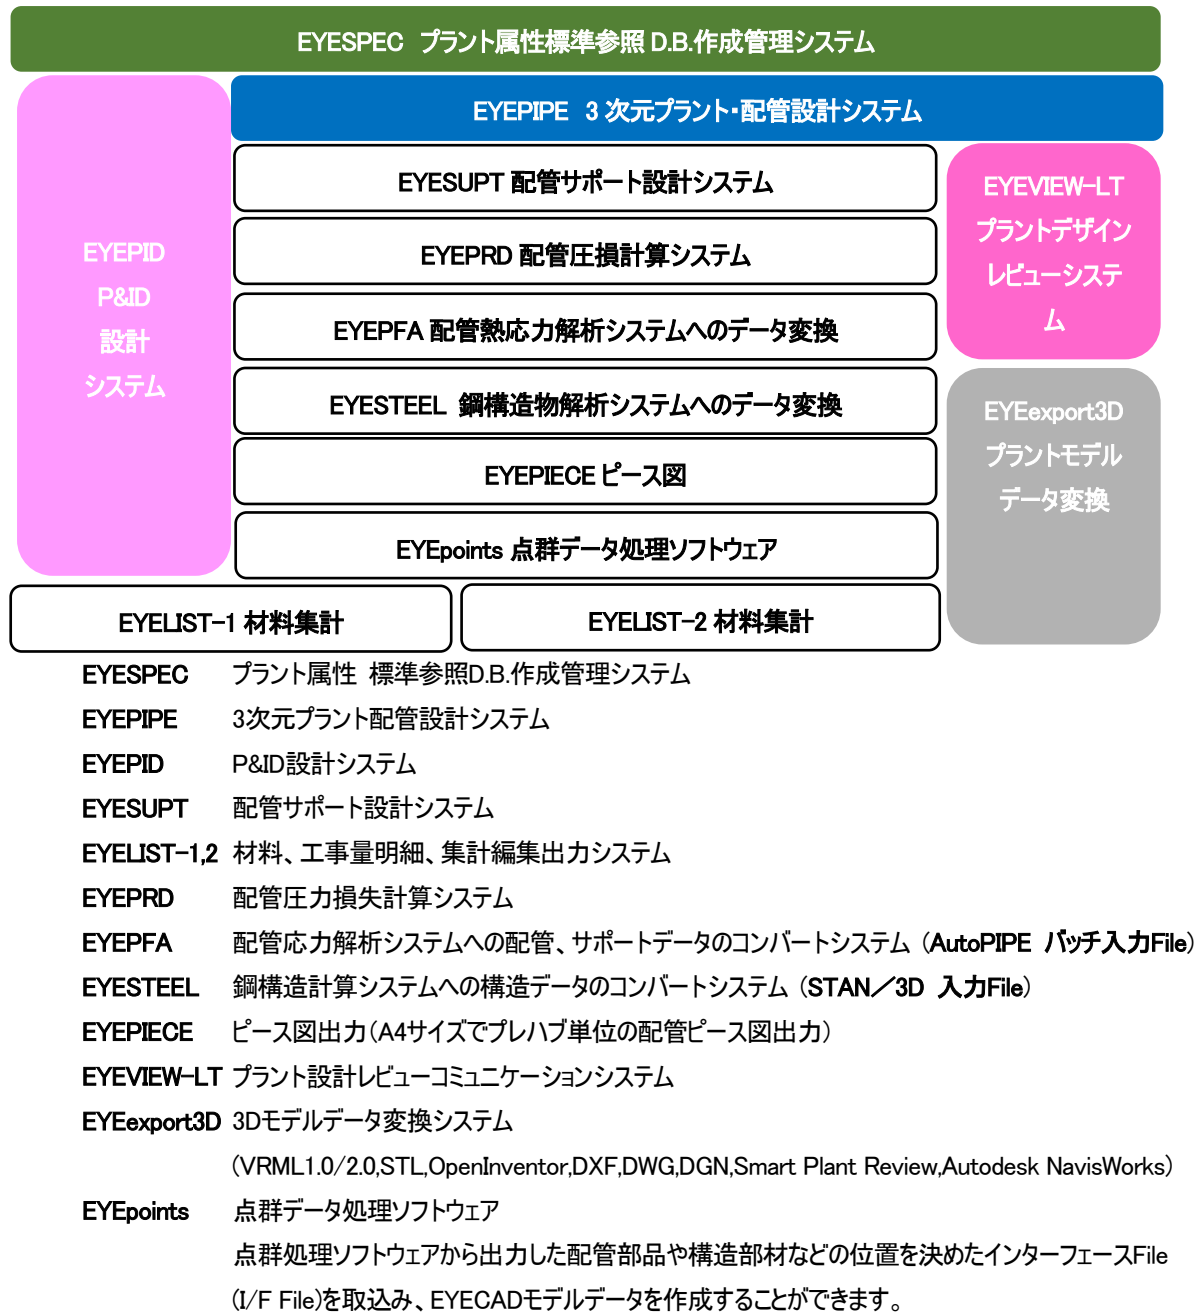 EYESPEC プラント属性標準参照 D.B.作成管理システム
EYEPIPE 3 次元プラント・配管設計システム
EYEPID
P&ID
設計
システム
EYESUPT 配管サポート設計システム
EYEPRD 配管圧損計算システム
EYEPFA 配管熱応力解析システムへのデータ変換
EYESTEEL 鋼構造物解析システムへのデータ変換
EYEPIECE ピース図
EYEpoints 点群データ処理ソフトウェア
EYEVIEW-LT
プラントデザイン
レビューシステ
ム
EYEexport3D
プラントモデル
データ変換
EYELIST-1 材料集計
EYELIST-2 材料集計
EYESPEC プラント属性 標準参照D.B.作成管理システム
EYEPIPE 3次元プラント配管設計システム
EYEPID P&ID設計システム
EYESUPT 配管サポート設計システム
EYELIST-1,2 材料、工事量明細、集計編集出力システム
EYEPRD 配管圧力損失計算システム
EYEPFA 配管応力解析システムへの配管、サポートデータのコンバートシステム（AutoPIPE バッチ入力File）
EYESTEEL 鋼構造計算システムへの構造データのコンバートシステム（STAN／3D 入力File）
EYEPIECE ピース図出力（A4サイズでプレハブ単位の配管ピース図出力）
EYEVIEW-LT プラント設計レビューコミュニケーションシステム
EYEexport3D 3Dモデルデータ変換システム
(VRML1.0/2.0,STL,OpenInventor,DXF,DWG,DGN,Smart Plant Review,Autodesk NavisWorks)
EYEpoints 点群データ処理ソフトウェア
点群処理ソフトウェアから出力した配管部品や構造部材などの位置を決めたインターフェースFile
(I/F File)を取込み、EYECADモデルデータを作成することができます。